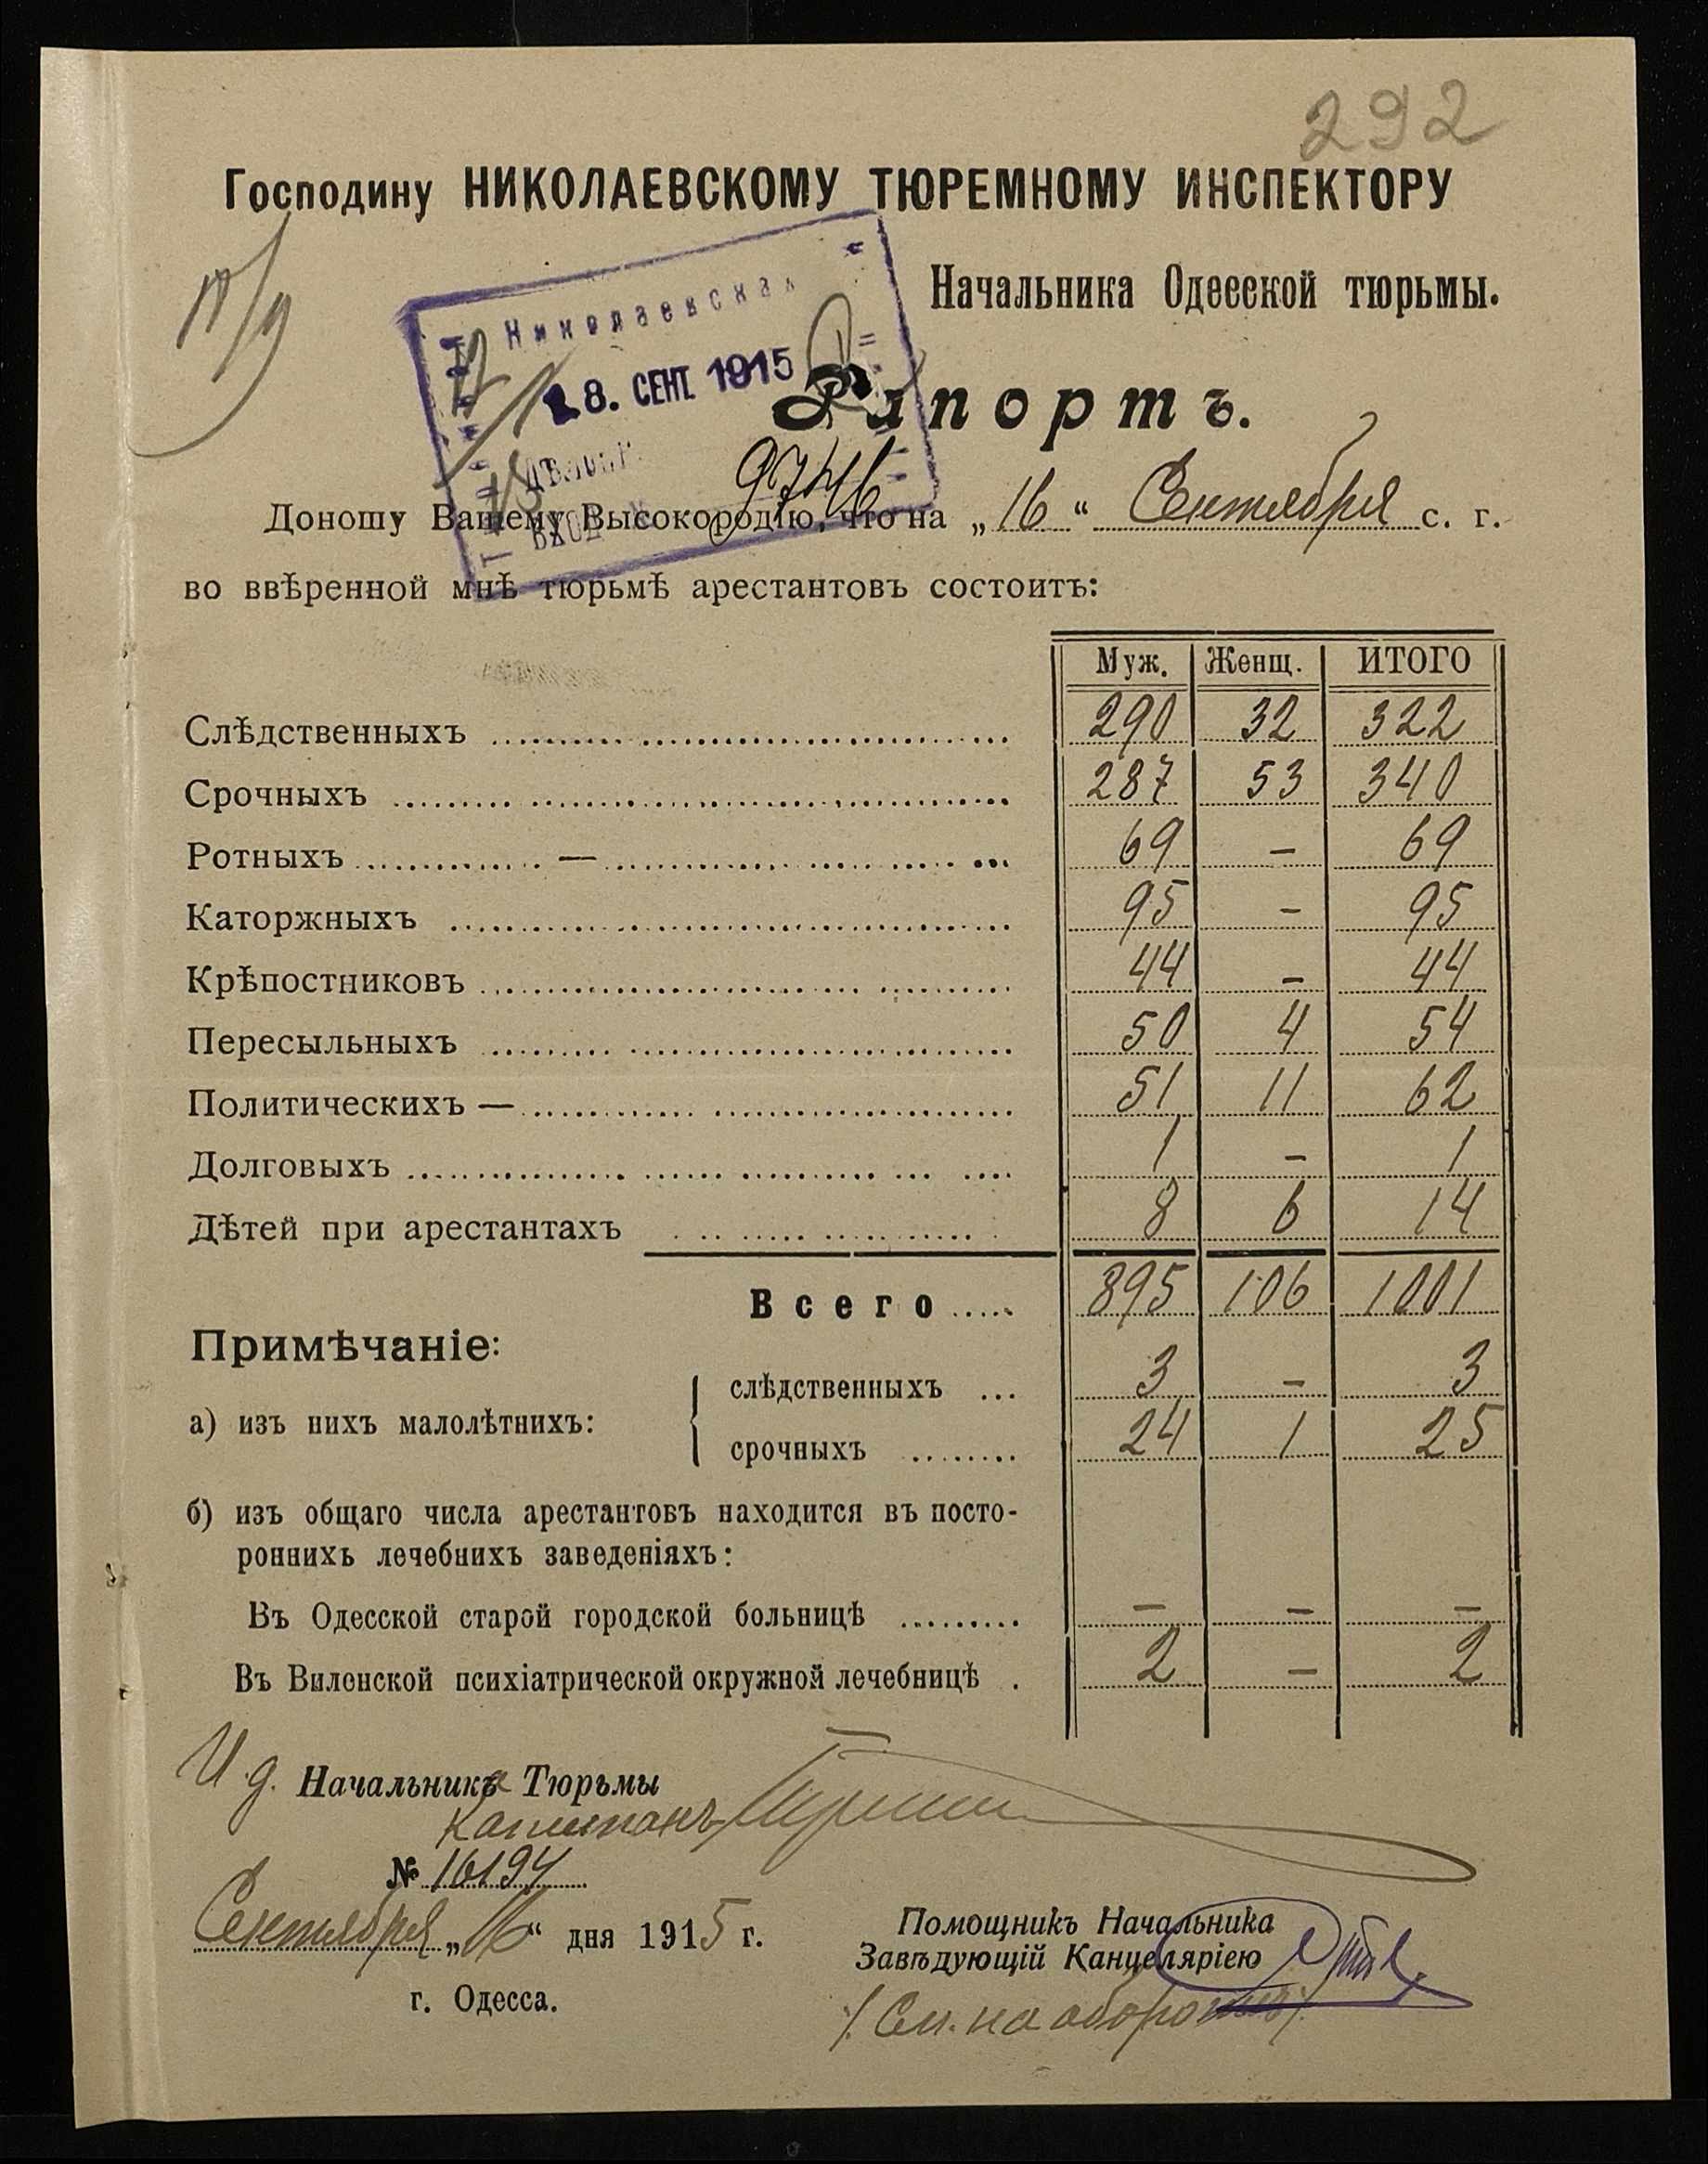 292
Господину НИКОЛАЕВСКОМУ ТЮРЕМНОМУ ИНСПЕКТОРУ
Начальника Одесской тюрьмы.
Николаевская
18. СЕНТ. 1915
Рапортъ.
9746
Доношу Вашему Высокородію, что на „16“ Сентября с. г.
во ввѣренной мнѣ тюрьмѣ арестантовъ состоитъ:
Муж. Женщ. ИТОГО
Слѣдственныхъ 290 32 322
Срочныхъ 287 53 340
Ротныхъ — 69 – 69
Каторжныхъ 95 – 95
Крѣпостниковъ 44 – 44
Пересыльныхъ 50 4 54
Политическихъ — 51 11 62
Долговыхъ 1 – 1
Дѣтей при арестантахъ 8 6 14
Всего 895 106 1001
Примѣчаніе:
а) изъ нихъ малолѣтнихъ:
слѣдственныхъ 3 – 3
срочныхъ 24 1 25
б) изъ общаго числа арестантовъ находится въ посто-
роннихъ лечебнихъ заведеніяхъ:
Въ Одесской старой городской больницѣ – – –
Въ Виленской психіатрической окружной лечебницѣ 2 – 2
И.д. Начальника Тюрьмы
Капитанъ
№ 16194
Сентября „16“ дня 1915 г.
г. Одесса.
Помощникъ Начальника
Завѣдующій Канцеляріею
/. См. на оборотѣ ./